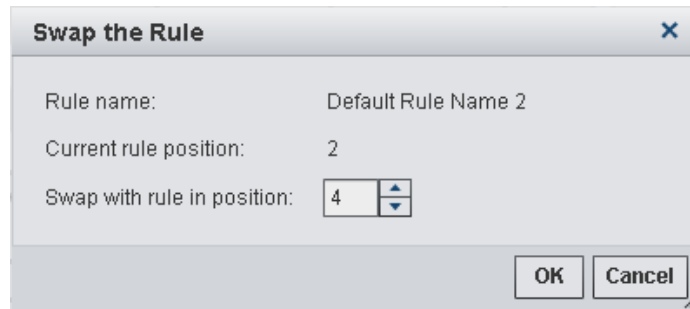 Swap the Rule
Rule name: Default Rule Name 2
Current rule position: 2
Swap with rule in position: 4
OK Cancel